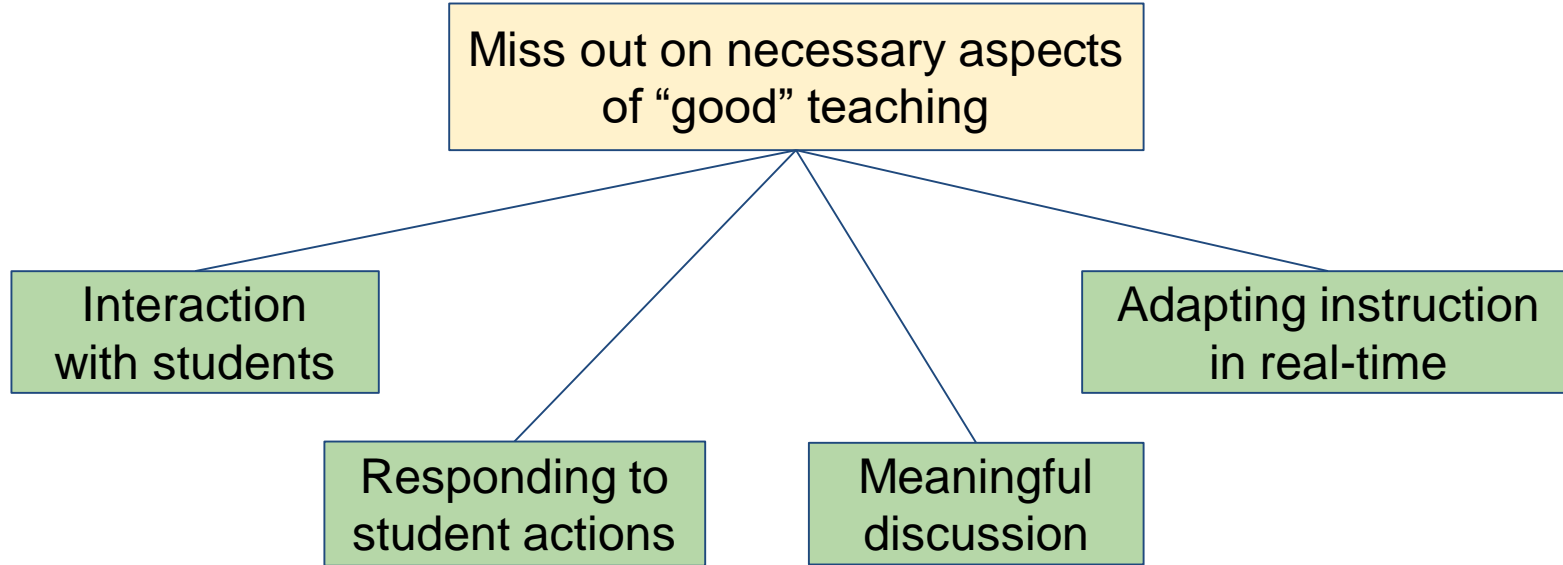 Miss out on necessary aspects
of “good” teaching
Interaction
with students
Adapting instruction
in real-time
Responding to
student actions
Meaningful
discussion